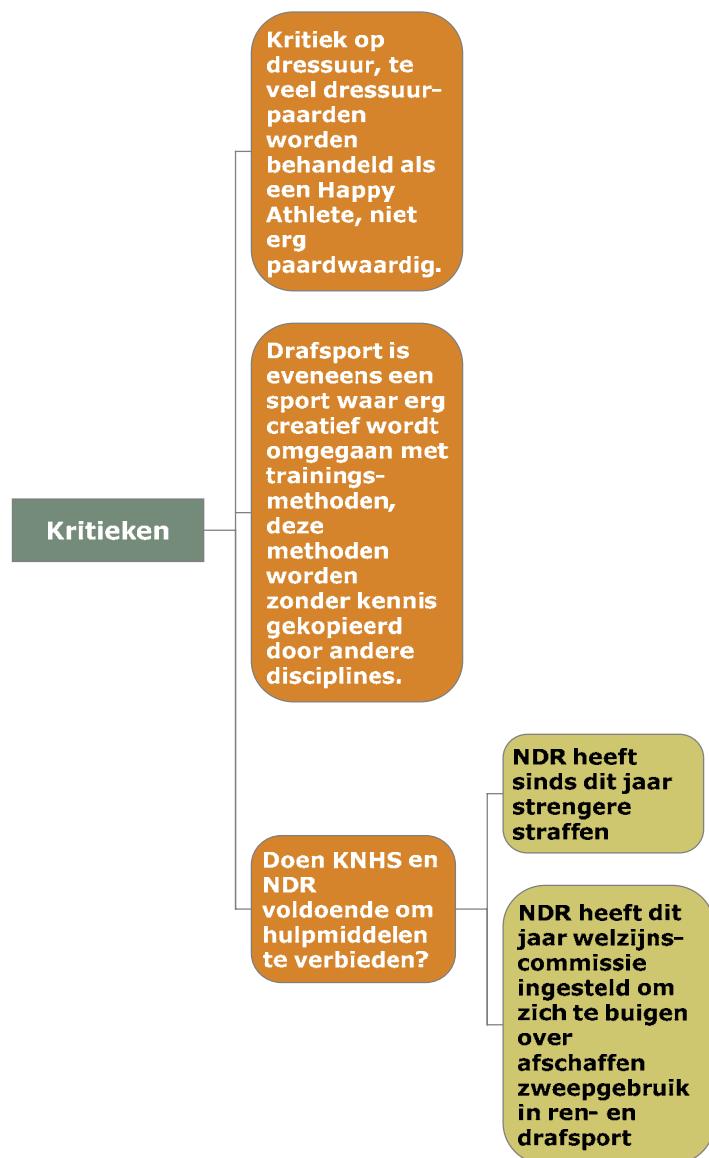 Kritiek op
dressuur, te
veel dressuur-
paarden
worden
behandeld als
een Happy
Athlete, niet
erg
paardwaardig.
Drafsport is
eveneens een
sport waar erg
creatief wordt
omgegaan met
trainings-
methoden,
deze
methoden
worden
zonder kennis
gekopieerd
door andere
disciplines.
Kritieken
Doen KNHS en
NDR
voldoende om
hulpmiddelen
te verbieden?
NDR heeft
sinds dit jaar
strengere
straffen
NDR heeft dit
jaar welzijns-
commissie
ingesteld om
zich te buigen
over
afschaffen
zweepgebruik
in ren- en
drafsport